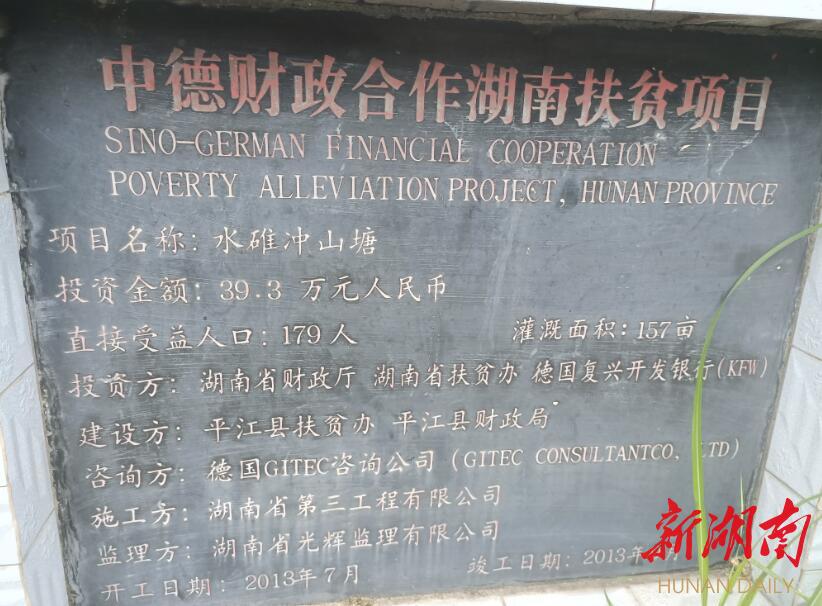 中德财政合作湖南扶贫项目
SINO-GERMAN FINANCIAL COOPERATION
POVERTY ALLEVIATION PROJECT, HUNAN PROVINCE
项目名称: 水碓冲山塘
投资金额: 39.3 万元人民币
直接受益人口: 179 人 灌溉面积: 157 亩
投资方: 湖南省财政厅 湖南省扶贫办 德国复兴开发银行(KFW)
建设方: 平江县扶贫办 平江县财政局
咨询方: 德国GITEC咨询公司 (GITEC CONSULTANTCO, LTD)
施工方: 湖南省第三工程有限公司
监理方: 湖南省光辉监理有限公司
开工日期: 2013年7月 竣工日期: 2013年
新湖南
HUNAN DAILY